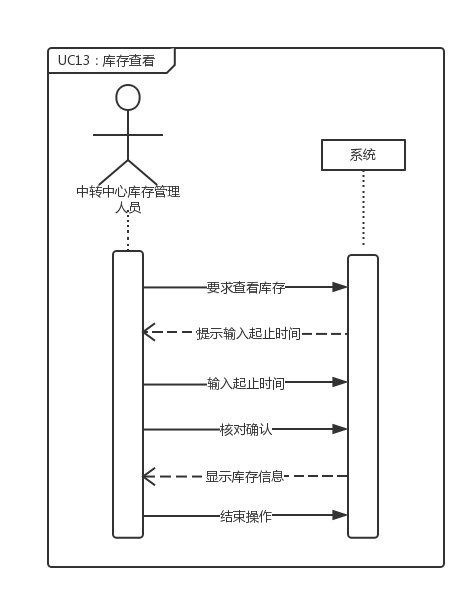 UC13：库存查看
系统
中转中心库存管理
人员
要求查看库存
提示输入起止时间
输入起止时间
核对确认
显示库存信息
结束操作